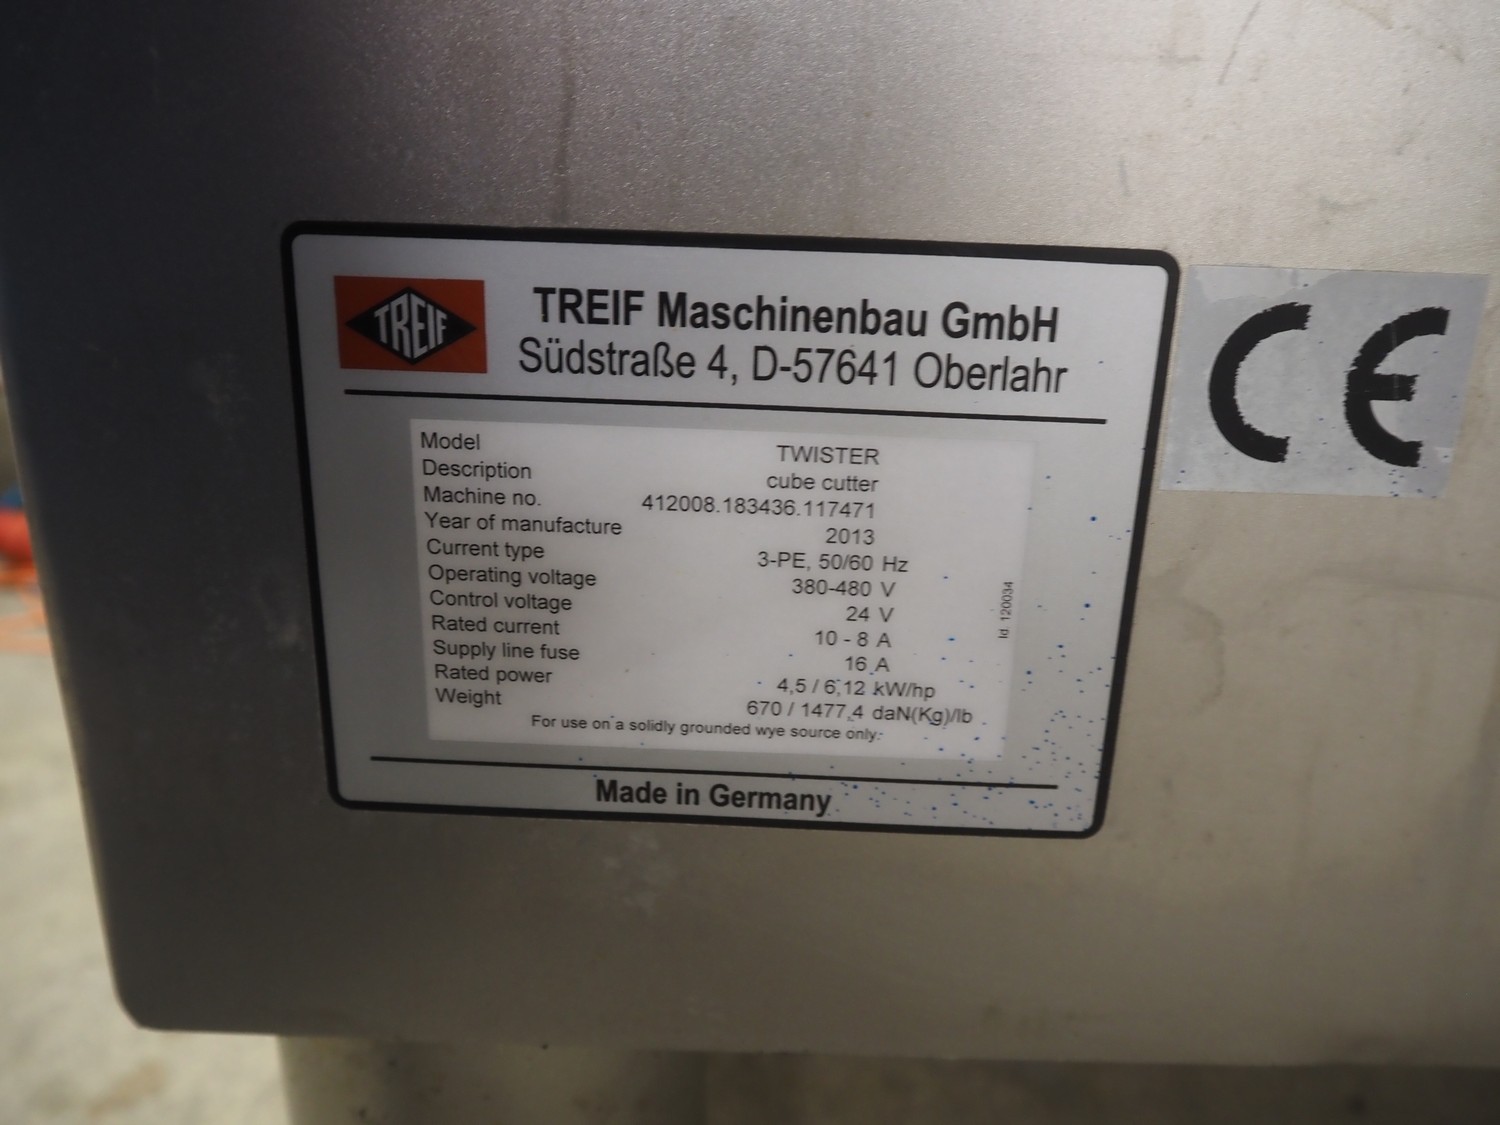 TREIF
TREIF Maschinenbau GmbH
Südstraße 4, D-57641 Oberlahr
Model TWISTER
Description cube cutter
Machine no. 412008.183436.117471
Year of manufacture 2013
Current type 3-PE, 50/60 Hz
Operating voltage 380-480 V
Control voltage 24 V
Rated current 10 - 8 A
Supply line fuse 16 A
Rated power 4,5 / 6,12 kW/hp
Weight 670 / 1477,4 daN(Kg)/lb
For use on a solidly grounded wye source only.
Id. 120034
Made in Germany
CE